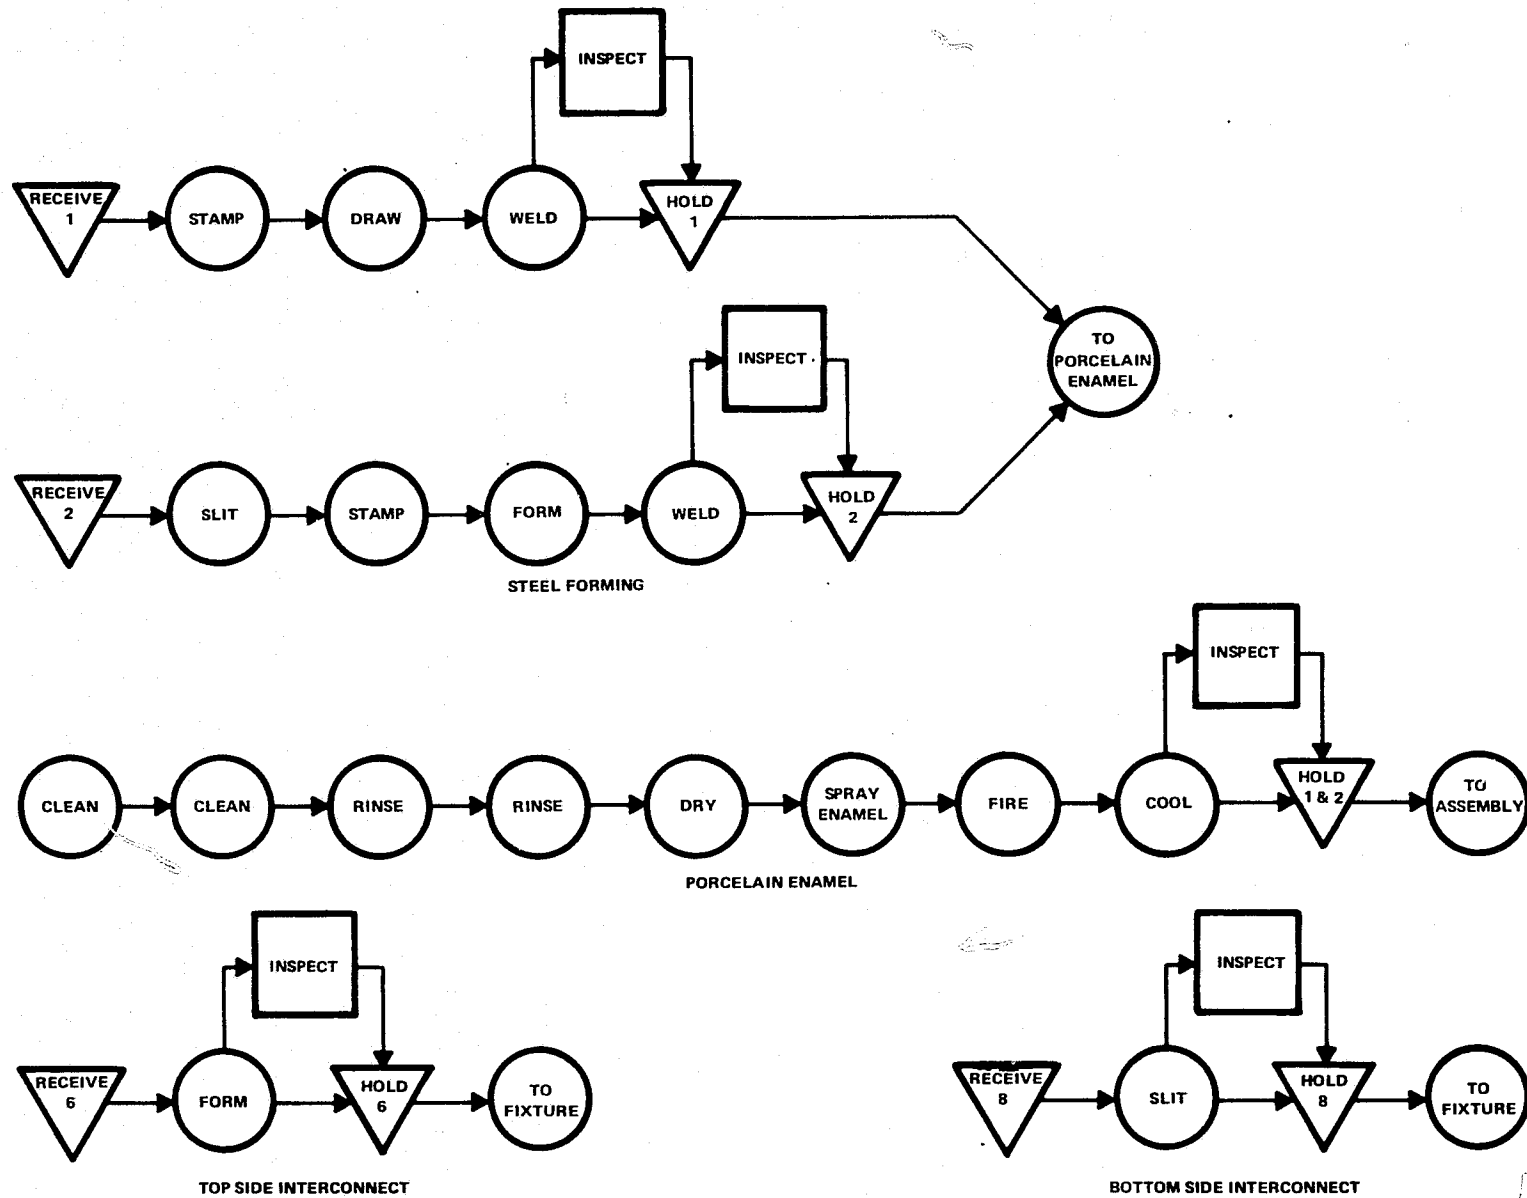 INSPECT
RECEIVE
1
STAMP
DRAW
WELD
HOLD
1
TO
PORCELAIN
ENAMEL
INSPECT
RECEIVE
2
SLIT
STAMP
FORM
WELD
HOLD
2
STEEL FORMING
INSPECT
CLEAN
CLEAN
RINSE
RINSE
DRY
SPRAY
ENAMEL
FIRE
COOL
HOLD
1 & 2
TO
ASSEMBLY
PORCELAIN ENAMEL
INSPECT
RECEIVE
6
FORM
HOLD
6
TO
FIXTURE
TOP SIDE INTERCONNECT
INSPECT
RECEIVE
8
SLIT
HOLD
8
TO
FIXTURE
BOTTOM SIDE INTERCONNECT